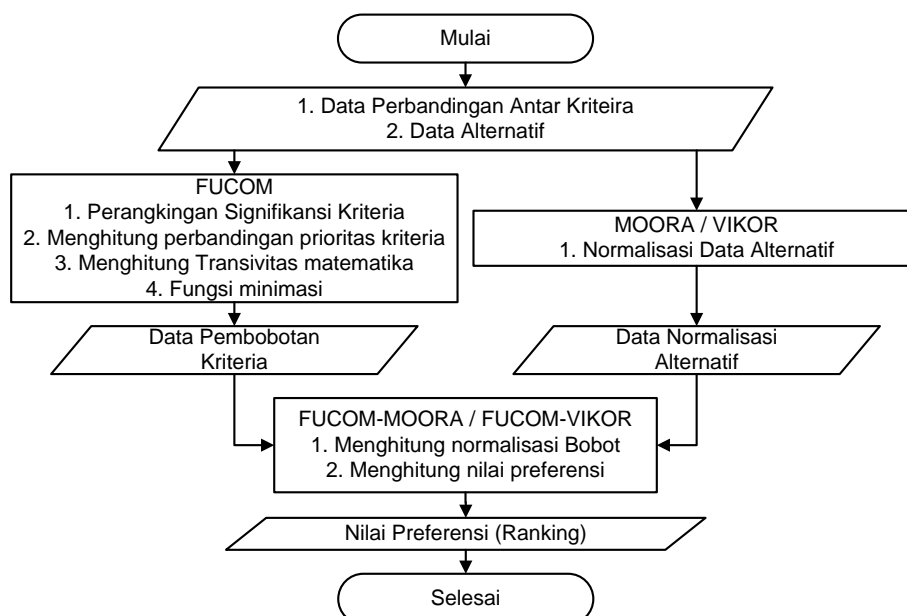 Mulai
1. Data Perbandingan Antar Kriteira
2. Data Alternatif
FUCOM
1. Perangkingan Signifikansi Kriteria
2. Menghitung perbandingan prioritas kriteria
3. Menghitung Transivitas matematika
4. Fungsi minimasi
MOORA / VIKOR
1. Normalisasi Data Alternatif
Data Pembobotan
Kriteria
Data Normalisasi
Alternatif
FUCOM-MOORA / FUCOM-VIKOR
1. Menghitung normalisasi Bobot
2. Menghitung nilai preferensi
Nilai Preferensi (Ranking)
Selesai